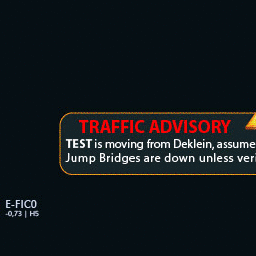 TRAFFIC ADVISORY
TEST is moving from Deklein, assume
Jump Bridges are down unless veri
E-FIC0
-0,73 | H5